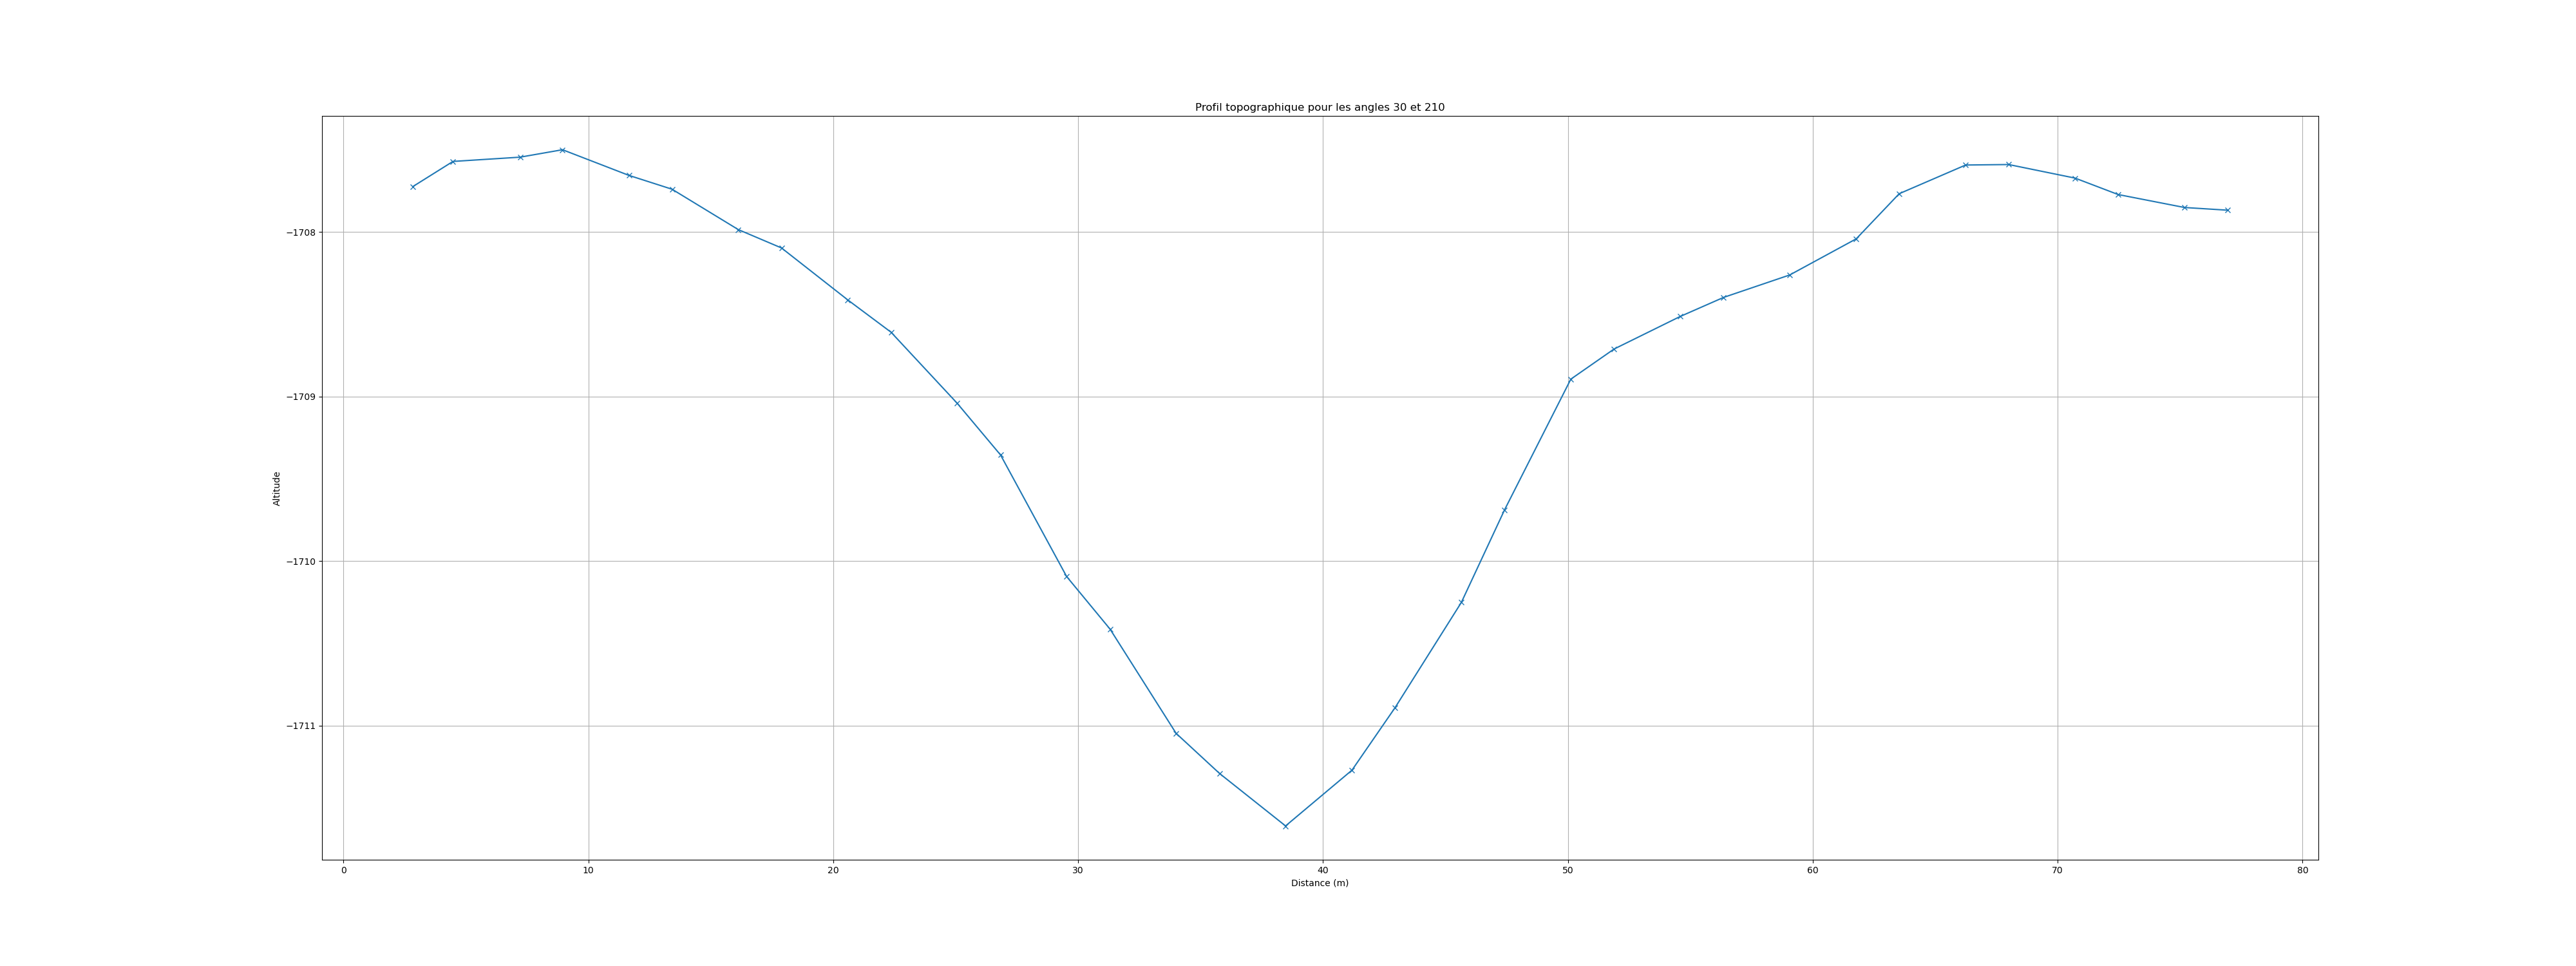 Profil topographique pour les angles 30 et 210
−1708
−1709
−1710
−1711
Altitude
0 10 20 30 40 50 60 70 80
Distance (m)